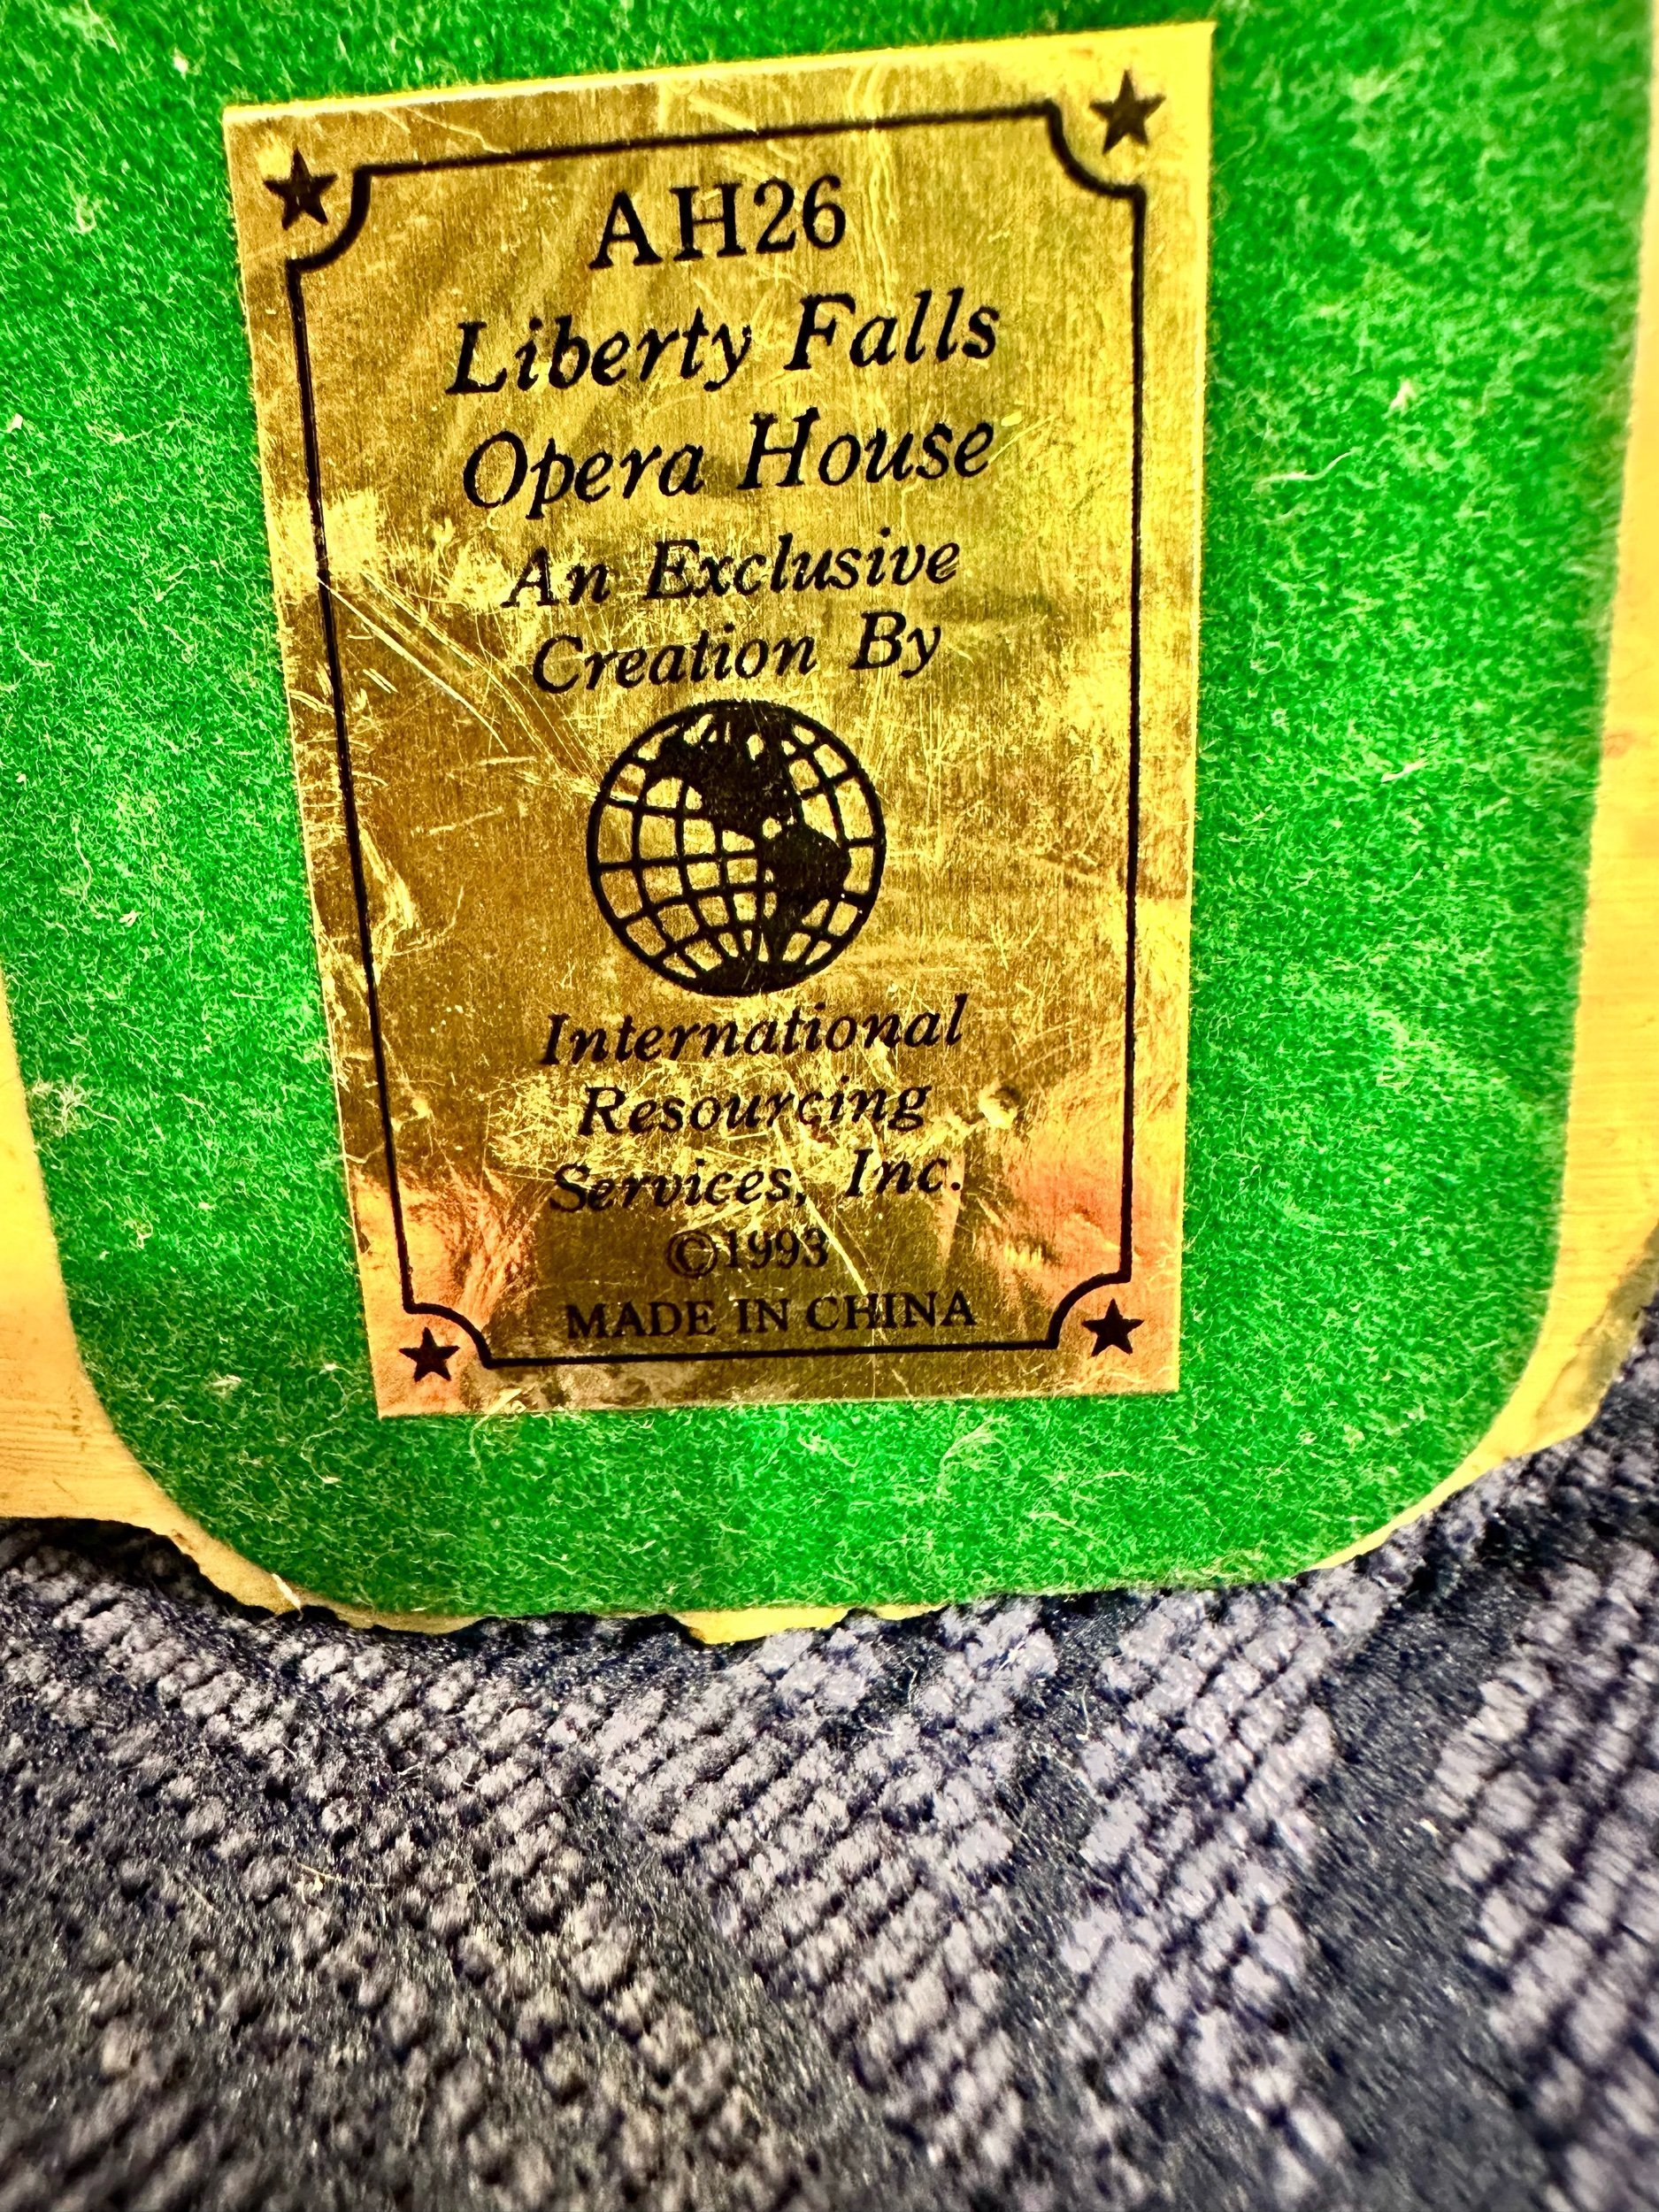 AH26
Liberty Falls
Opera House
An Exclusive
Creation By
International
Resourcing
Services, Inc.
©1993
MADE IN CHINA